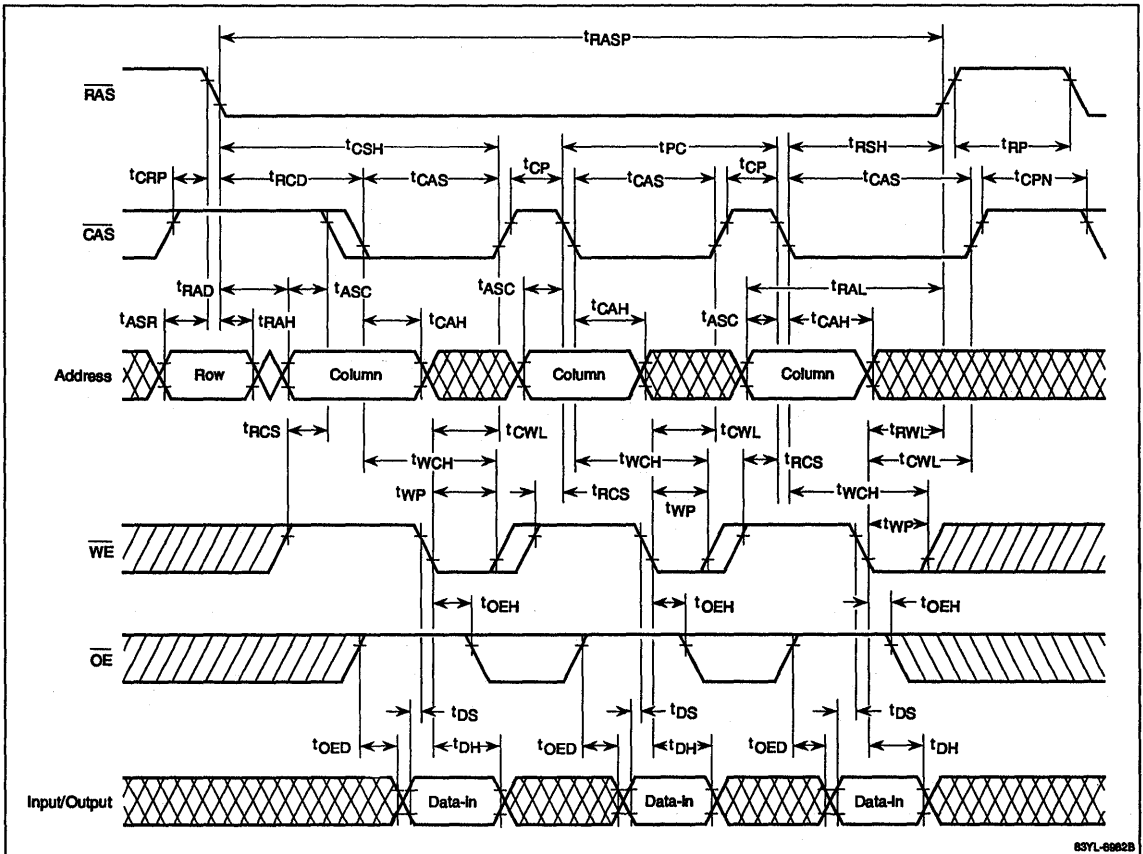 tRASP
RAS
tCSH tPC tRSH tRP
tCRP tRCD tCAS tCP tCAS tCP tCAS tCPN
CAS
tRAD tASC tASC tRAL
tASR tRAH tCAH tCAH tASC tCAH
Address Row Column Column Column
tRCS tCWL tCWL tRWL
tWCH tWCH tRCS tCWL
tWP tRCS tWP tWCH
tWP
WE
tOEH tOEH tOEH
OE
tDS tDS tDS
tOED tDH tOED tDH tOED tDH
Input/Output Data-In Data-In Data-In
83YL-6982B